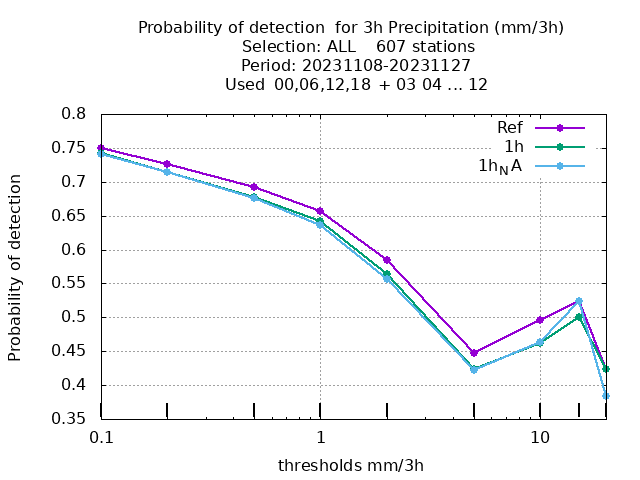 Probability of detection  for 3h Precipitation (mm/3h)
Selection: ALL    607 stations
Period: 20231108-20231127
Used  00,06,12,18  + 03 04 ... 12
Ref
1h
1h_NA
0.8
0.75
0.7
0.65
0.6
0.55
0.5
0.45
0.4
0.35
Probability of detection
0.1
1
10
thresholds mm/3h